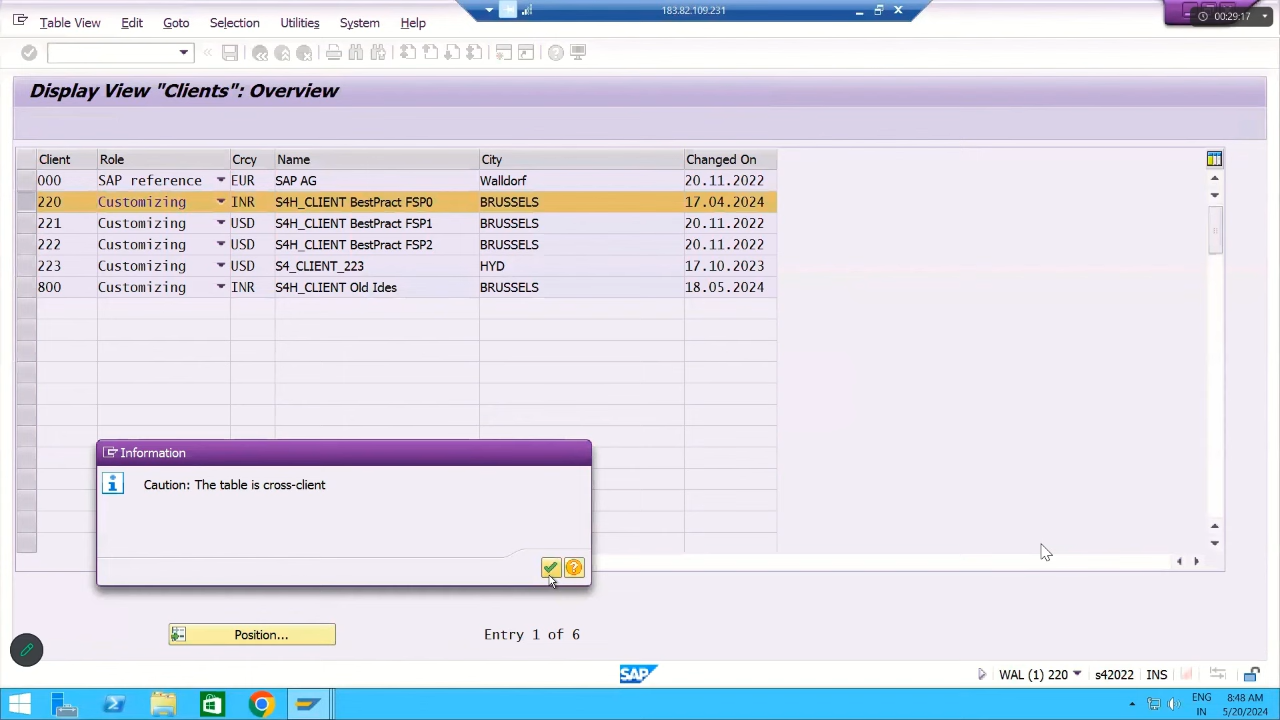 183.82.109.231
00:29:17
Table View Edit Goto Selection Utilities System Help
Display View "Clients": Overview
Client Role Crcy Name City Changed On
000 SAP reference EUR SAP AG Walldorf 20.11.2022
220 Customizing INR S4H_CLIENT BestPract FSP0 BRUSSELS 17.04.2024
221 Customizing USD S4H_CLIENT BestPract FSP1 BRUSSELS 20.11.2022
222 Customizing USD S4H_CLIENT BestPract FSP2 BRUSSELS 20.11.2022
223 Customizing USD S4_CLIENT_223 HYD 17.10.2023
800 Customizing INR S4H_CLIENT Old Ides BRUSSELS 18.05.2024
Information
Caution: The table is cross-client
Position... Entry 1 of 6
SAP WAL (1) 220 s42022 INS
ENG 8:48 AM
IN 5/20/2024